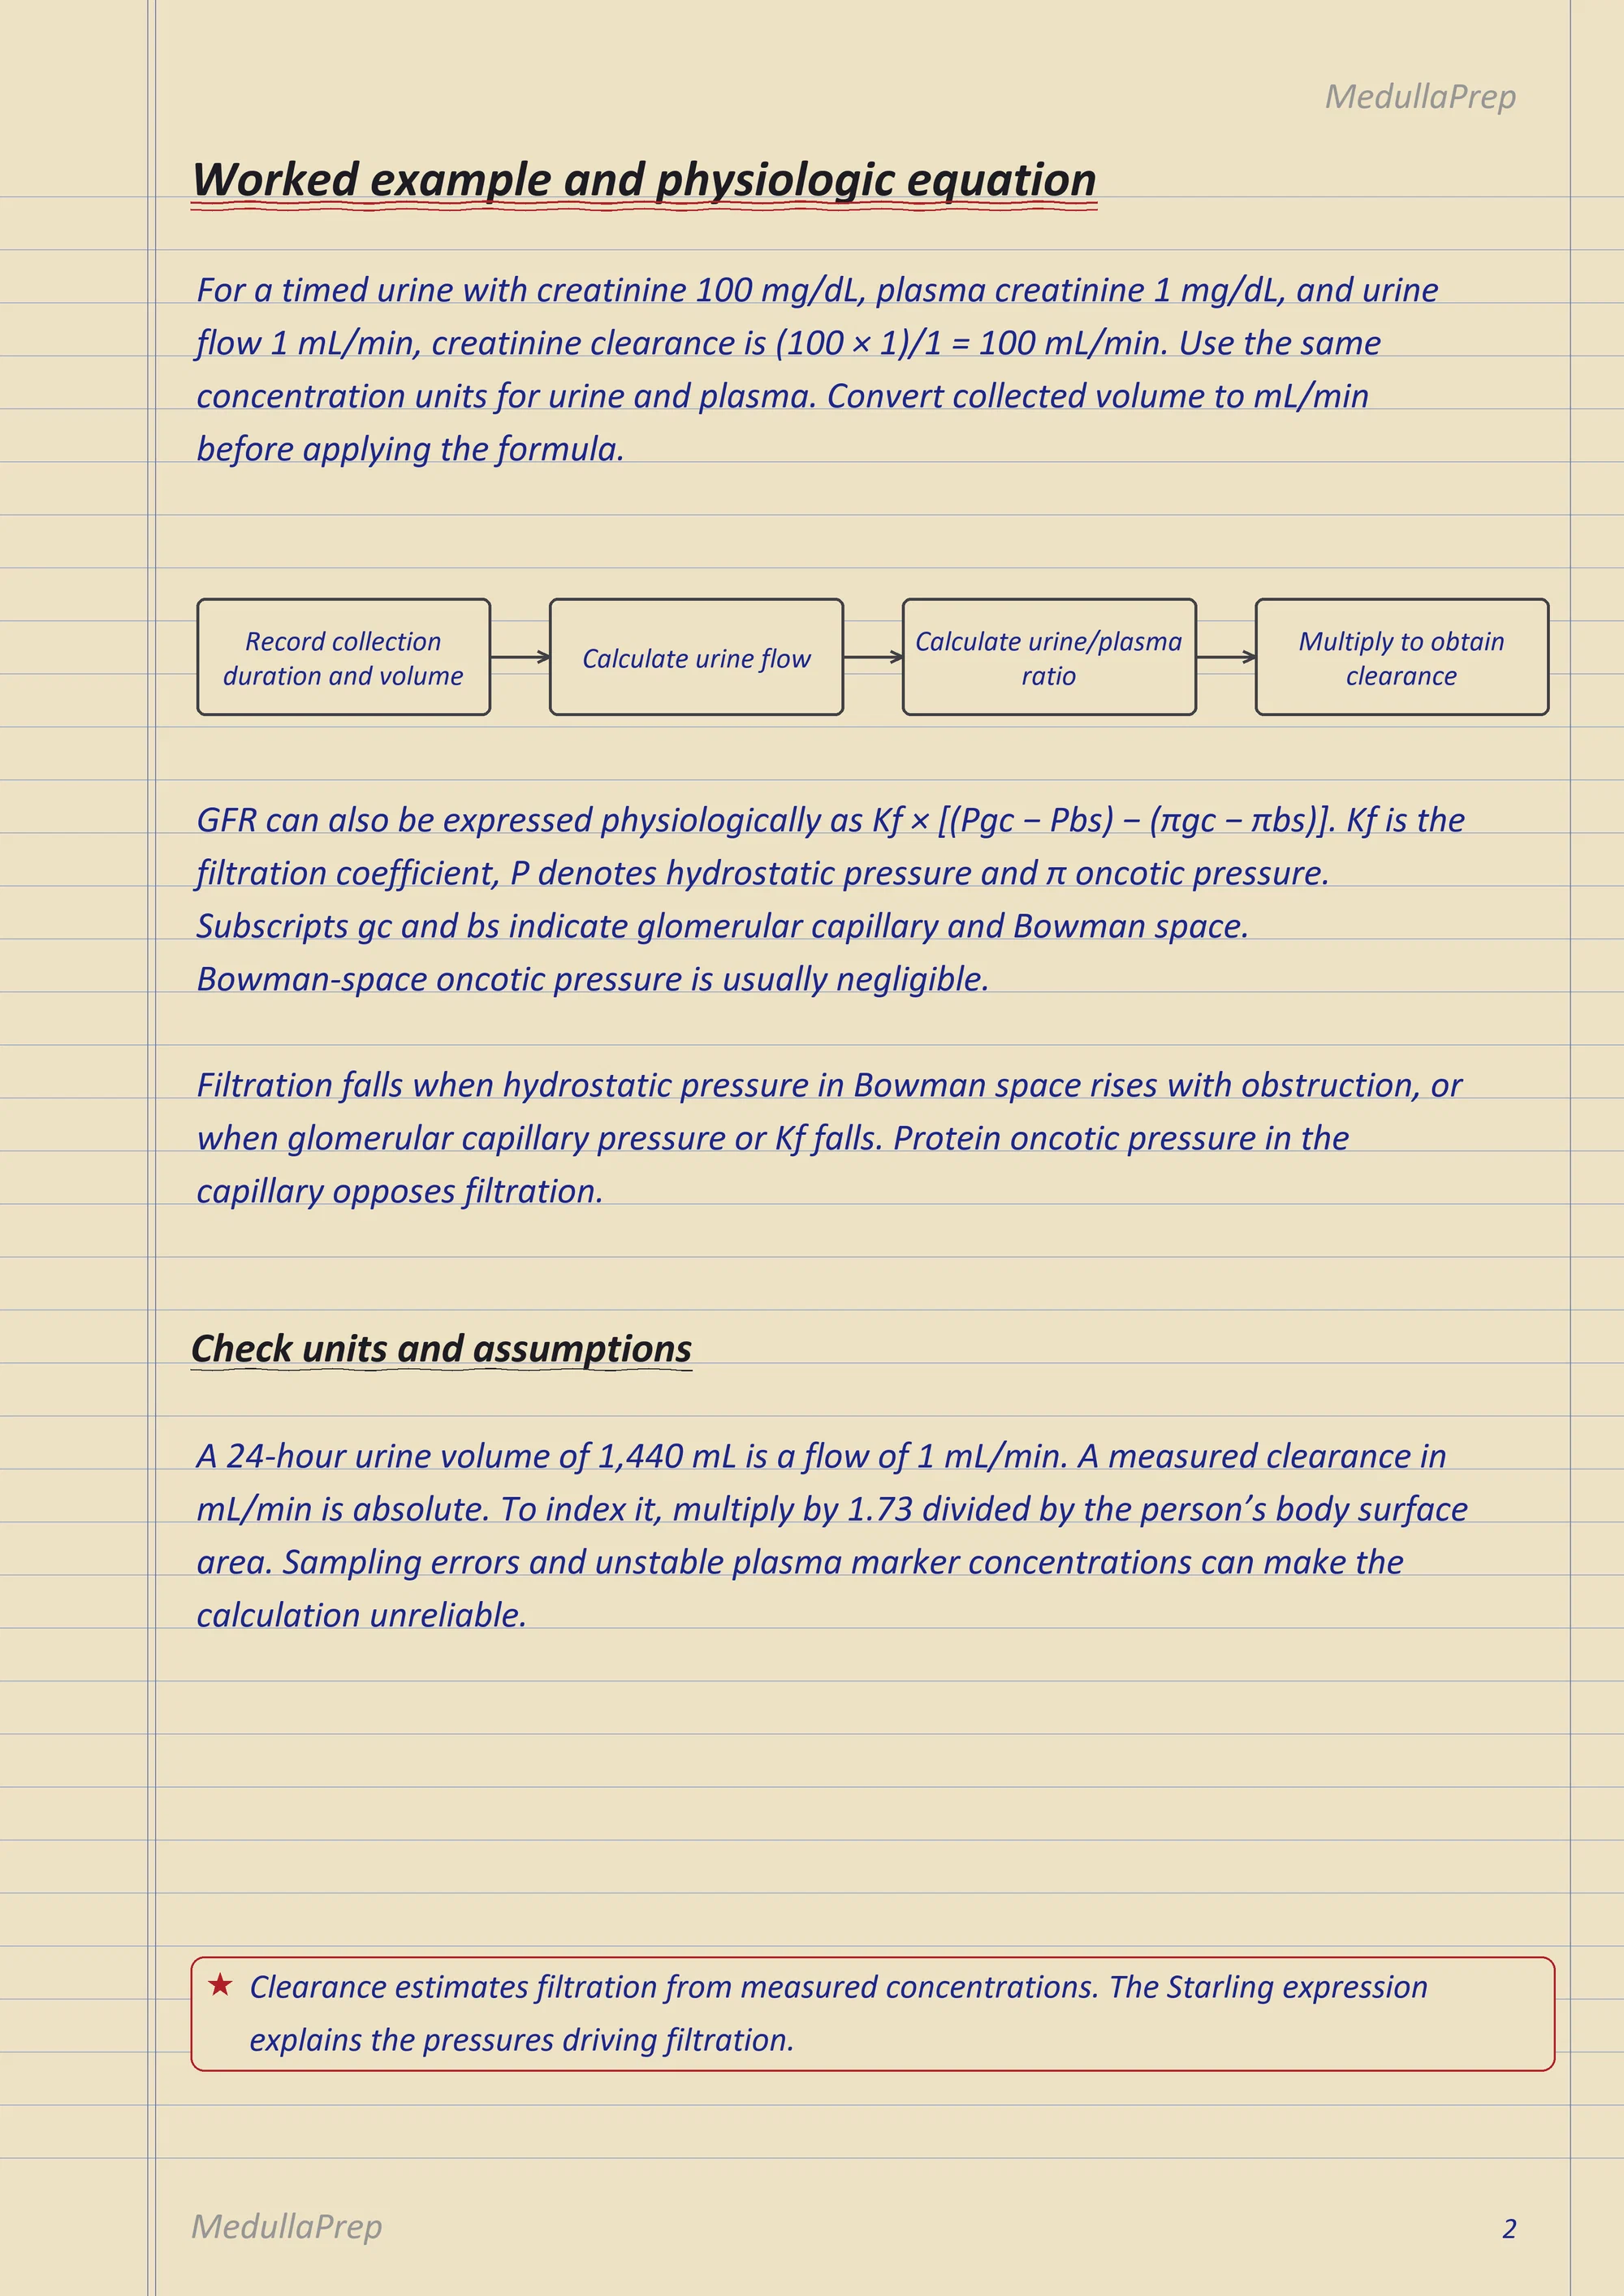 MedullaPrep
Worked example and physiologic equation
For a timed urine with creatinine 100 mg/dL, plasma creatinine 1 mg/dL, and urine
flow 1 mL/min, creatinine clearance is (100 × 1)/1 = 100 mL/min. Use the same
concentration units for urine and plasma. Convert collected volume to mL/min
before applying the formula.
Record collection
duration and volume
Calculate urine flow
Calculate urine/plasma
ratio
Multiply to obtain
clearance
GFR can also be expressed physiologically as Kf × [(Pgc − Pbs) − (πgc − πbs)]. Kf is the
filtration coefficient, P denotes hydrostatic pressure and π oncotic pressure.
Subscripts gc and bs indicate glomerular capillary and Bowman space.
Bowman-space oncotic pressure is usually negligible.
Filtration falls when hydrostatic pressure in Bowman space rises with obstruction, or
when glomerular capillary pressure or Kf falls. Protein oncotic pressure in the
capillary opposes filtration.
Check units and assumptions
A 24-hour urine volume of 1,440 mL is a flow of 1 mL/min. A measured clearance in
mL/min is absolute. To index it, multiply by 1.73 divided by the person’s body surface
area. Sampling errors and unstable plasma marker concentrations can make the
calculation unreliable.
★ Clearance estimates filtration from measured concentrations. The Starling expression
explains the pressures driving filtration.
MedullaPrep
2